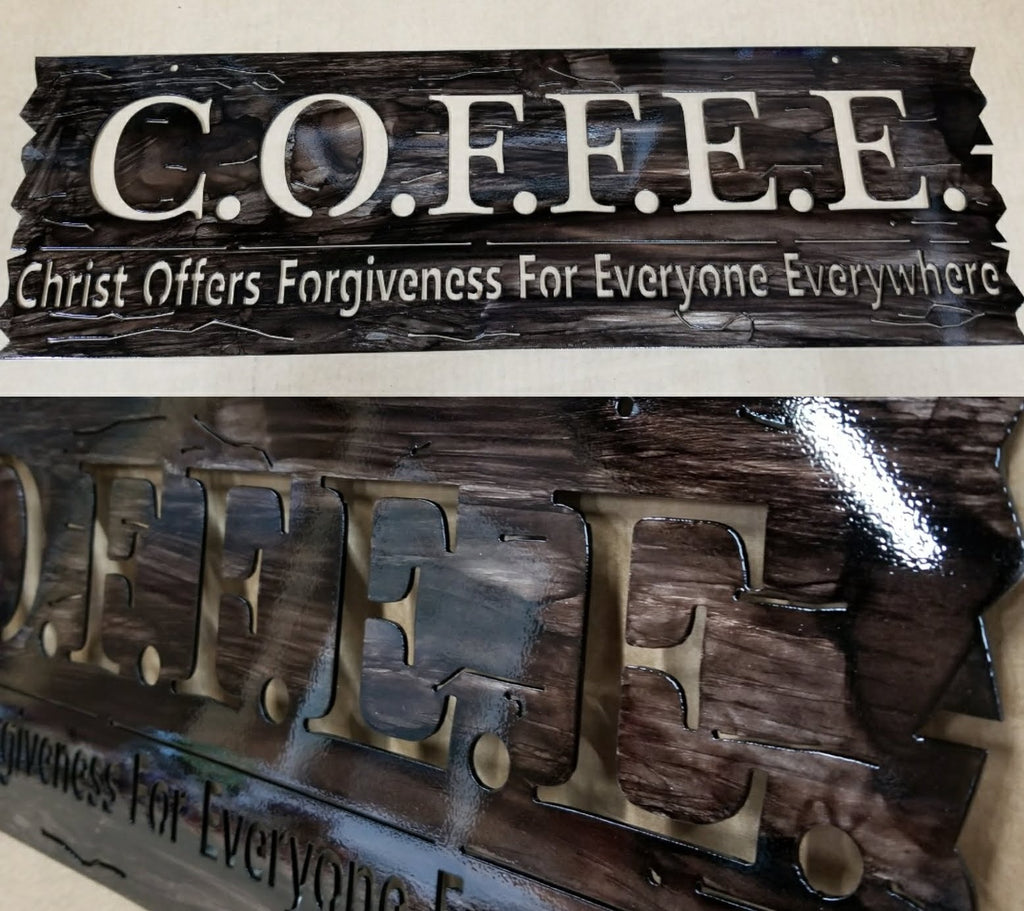 C.O.F.F.E.E.
Christ Offers Forgiveness For Everyone Everywhere
O.F.F.E.E.
giveness For Everyone E